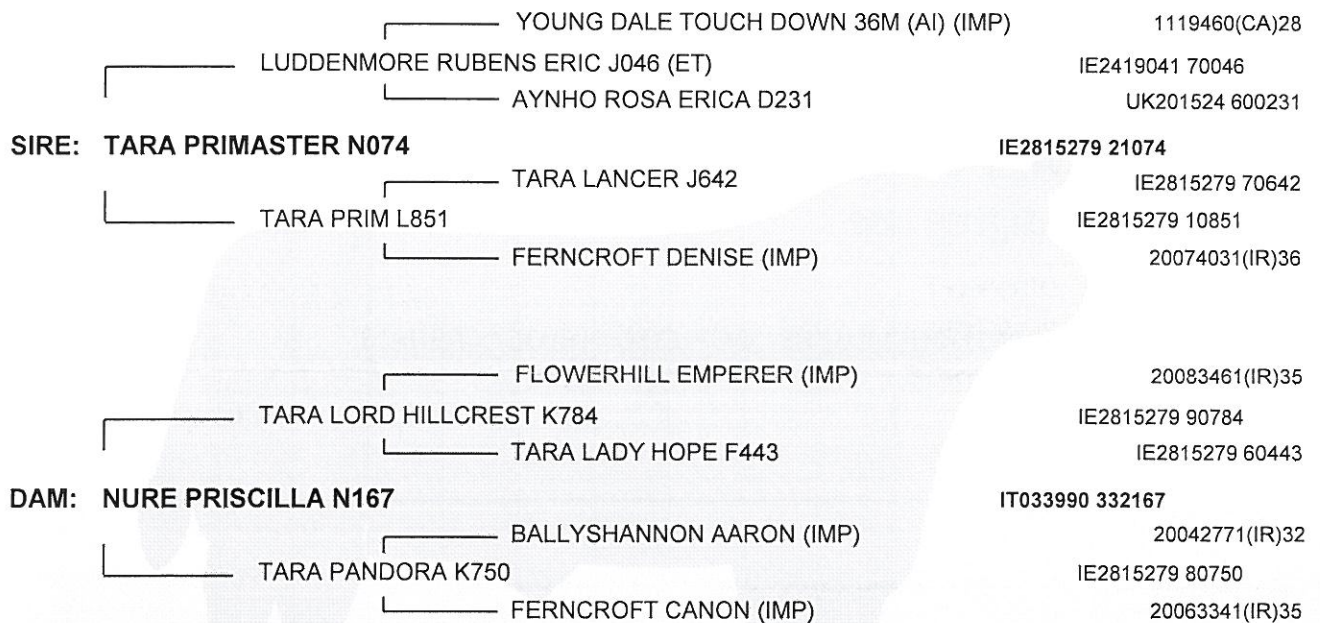 YOUNG DALE TOUCH DOWN 36M (AI) (IMP) 1119460(CA)28
LUDDENMORE RUBENS ERIC J046 (ET) IE2419041 70046
AYNHO ROSA ERICA D231 UK201524 600231
SIRE: TARA PRIMASTER N074 IE2815279 21074
TARA LANCER J642 IE2815279 70642
TARA PRIM L851 IE2815279 10851
FERNCROFT DENISE (IMP) 20074031(IR)36
FLOWERHILL EMPERER (IMP) 20083461(IR)35
TARA LORD HILLCREST K784 IE2815279 90784
TARA LADY HOPE F443 IE2815279 60443
DAM: NURE PRISCILLA N167 IT033990 332167
BALLYSHANNON AARON (IMP) 20042771(IR)32
TARA PANDORA K750 IE2815279 80750
FERNCROFT CANON (IMP) 20063341(IR)35